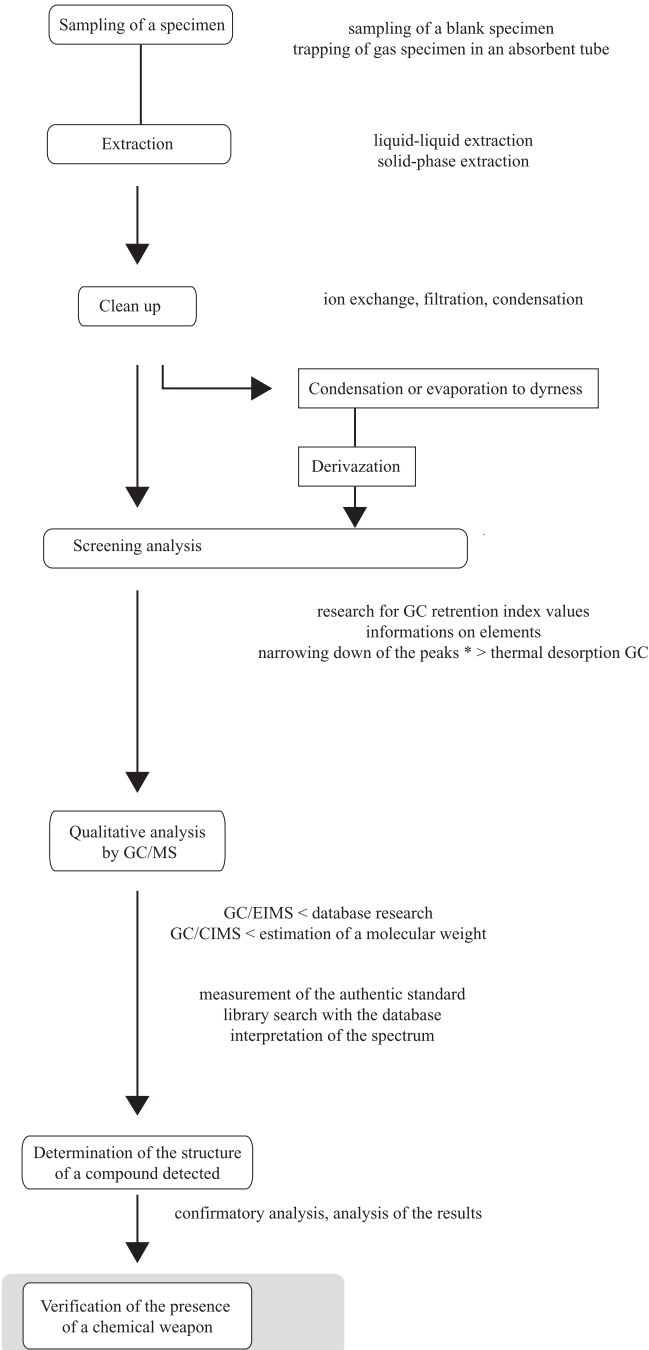 Sampling of a specimen
sampling of a blank specimen
trapping of gas specimen in an absorbent tube
Extraction
liquid-liquid extraction
solid-phase extraction
Clean up
ion exchange, filtration, condensation
Condensation or evaporation to dyrness
Derivazation
Screening analysis
research for GC retrention index values
informations on elements
narrowing down of the peaks * > thermal desorption GC
Qualitative analysis
by GC/MS
GC/EIMS < database research
GC/CIMS < estimation of a molecular weight
measurement of the authentic standard
library search with the database
interpretation of the spectrum
Determination of the structure
of a compound detected
confirmatory analysis, analysis of the results
Verification of the presence
of a chemical weapon